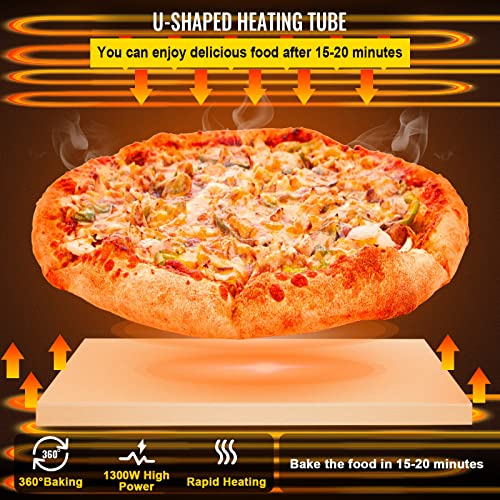 U-SHAPED HEATING TUBE
You can enjoy delicious food after 15-20 minutes
360°
360°Baking
1300W High
Power
Rapid Heating
Bake the food in 15-20 minutes